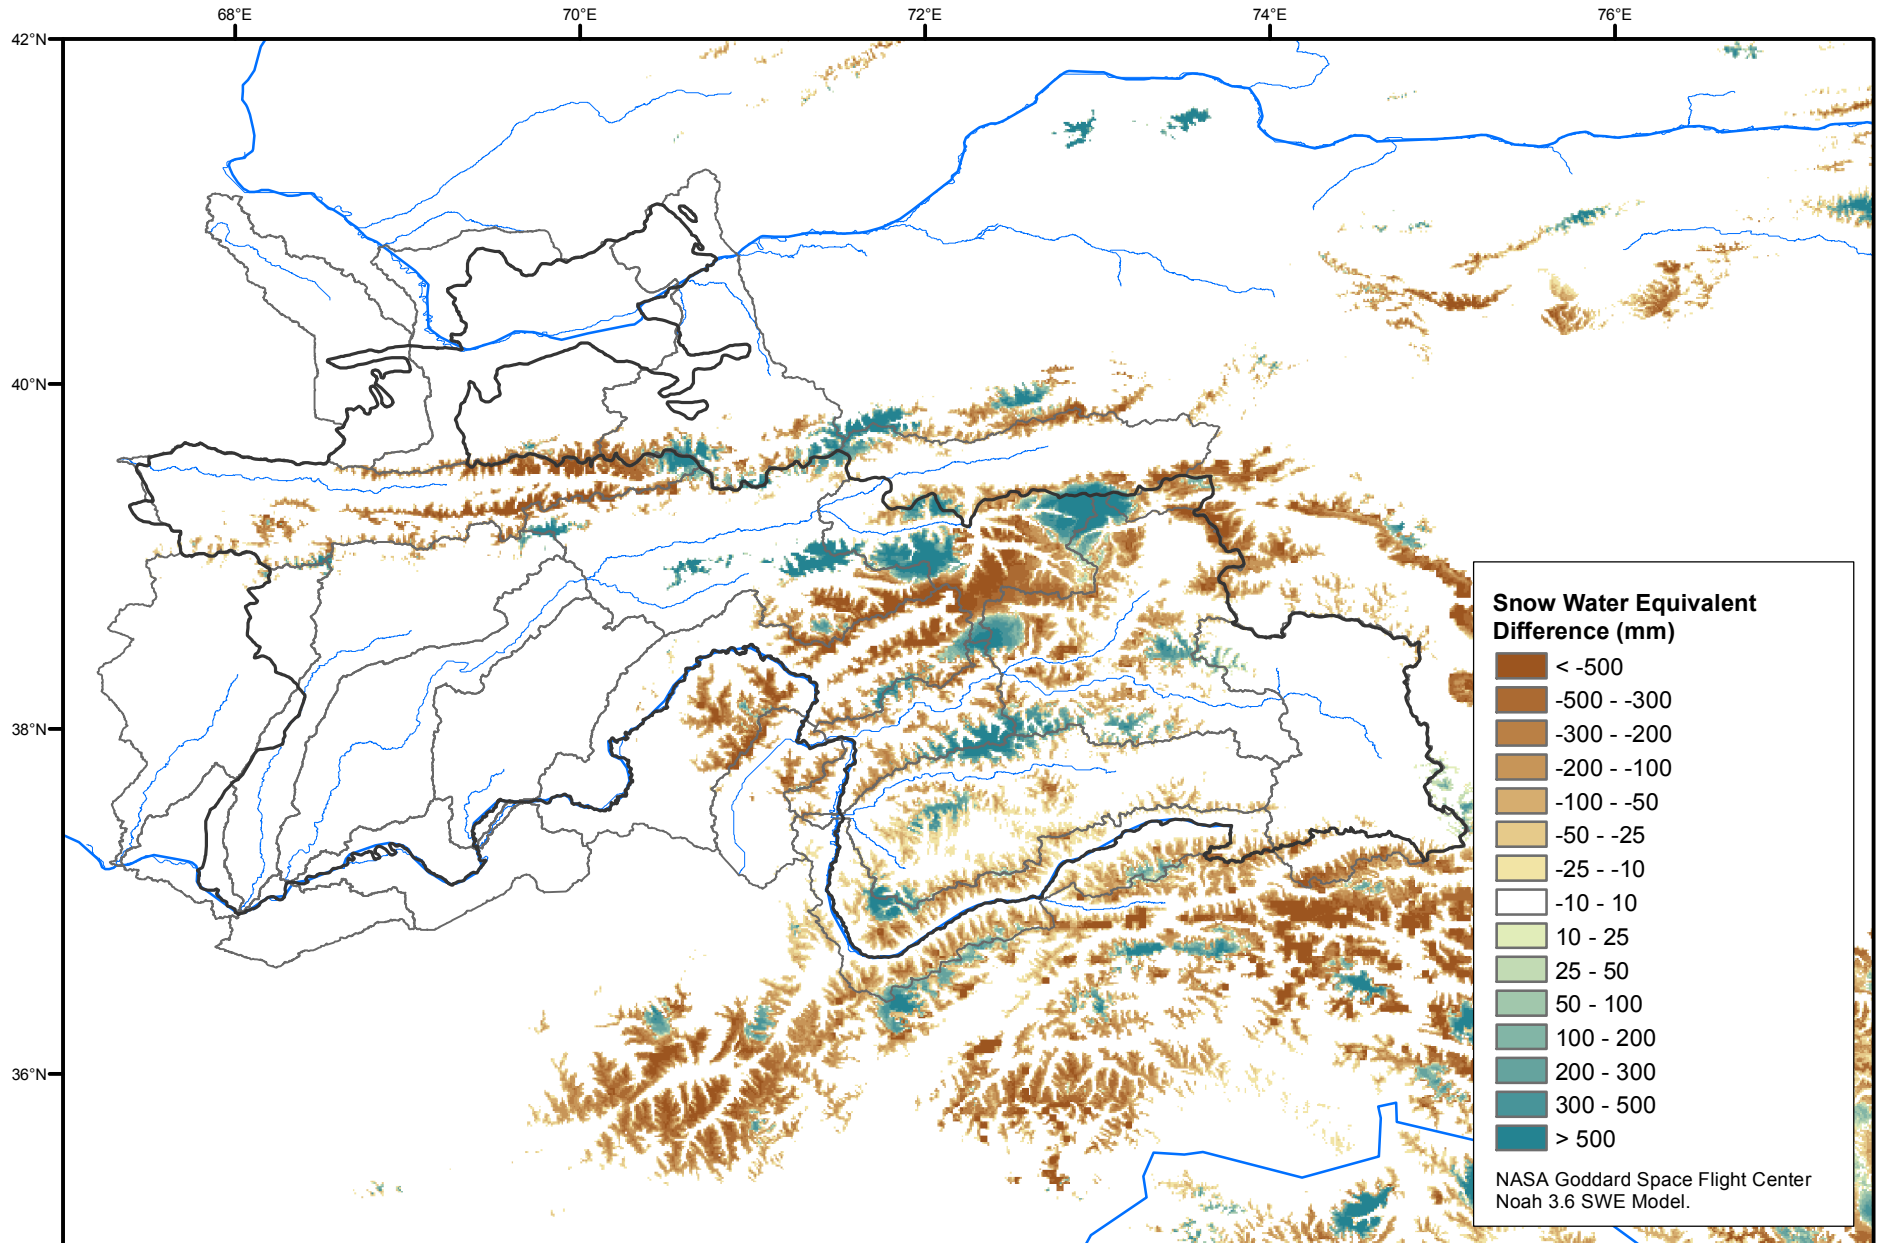 68°E 70°E 72°E 74°E 76°E
42°N
40°N
38°N
36°N
Snow Water Equivalent
Difference (mm)
< -500
-500 - -300
-300 - -200
-200 - -100
-100 - -50
-50 - -25
-25 - -10
-10 - 10
10 - 25
25 - 50
50 - 100
100 - 200
200 - 300
300 - 500
> 500
NASA Goddard Space Flight Center
Noah 3.6 SWE Model.